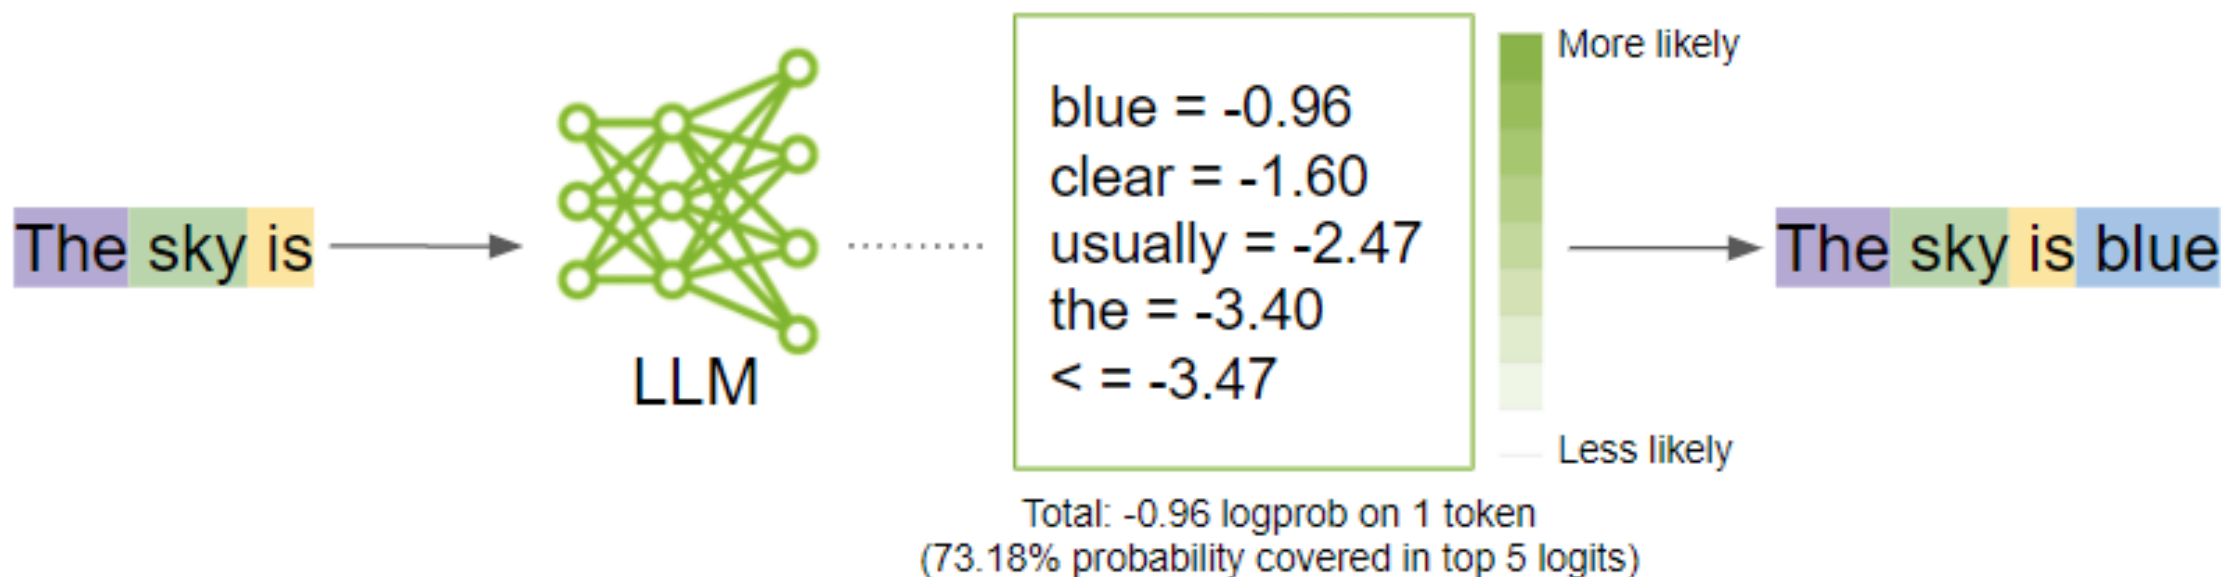 The sky is
LLM
blue = -0.96
clear = -1.60
usually = -2.47
the = -3.40
< = -3.47
More likely
Less likely
Total: -0.96 logprob on 1 token
(73.18% probability covered in top 5 logits)
The sky is blue